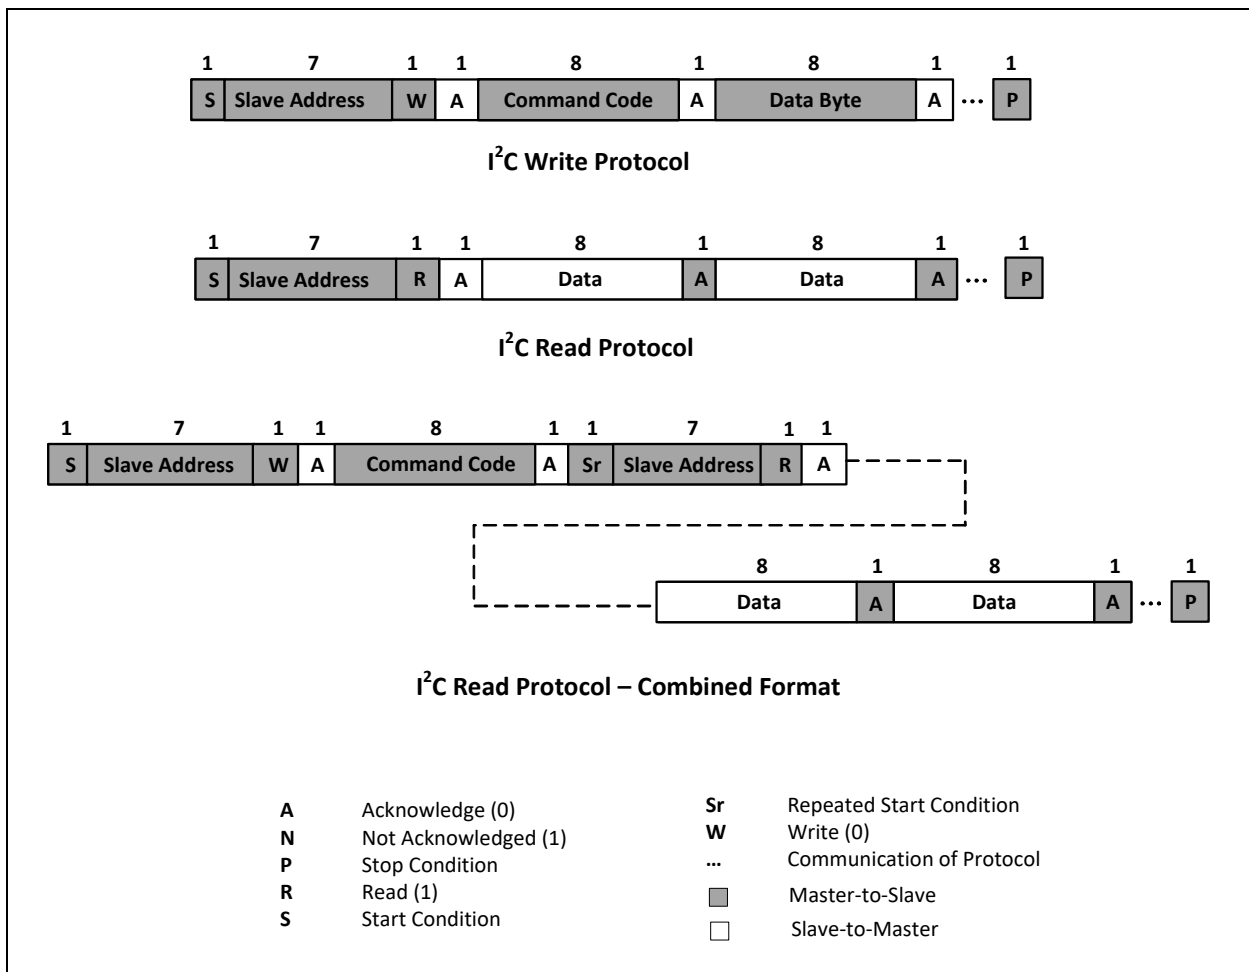 1 7 1 1 8 1 8 1 1
S Slave Address W A Command Code A Data Byte A ... P
I²C Write Protocol
1 7 1 1 8 1 8 1 1
S Slave Address R A Data A Data A ... P
I²C Read Protocol
1 7 1 1 8 1 1 7 1 1
S Slave Address W A Command Code A Sr Slave Address R A
8 1 8 1 1
Data A Data A ... P
I²C Read Protocol – Combined Format
A Acknowledge (0)
N Not Acknowledged (1)
P Stop Condition
R Read (1)
S Start Condition
Sr Repeated Start Condition
W Write (0)
... Communication of Protocol
Master-to-Slave
Slave-to-Master